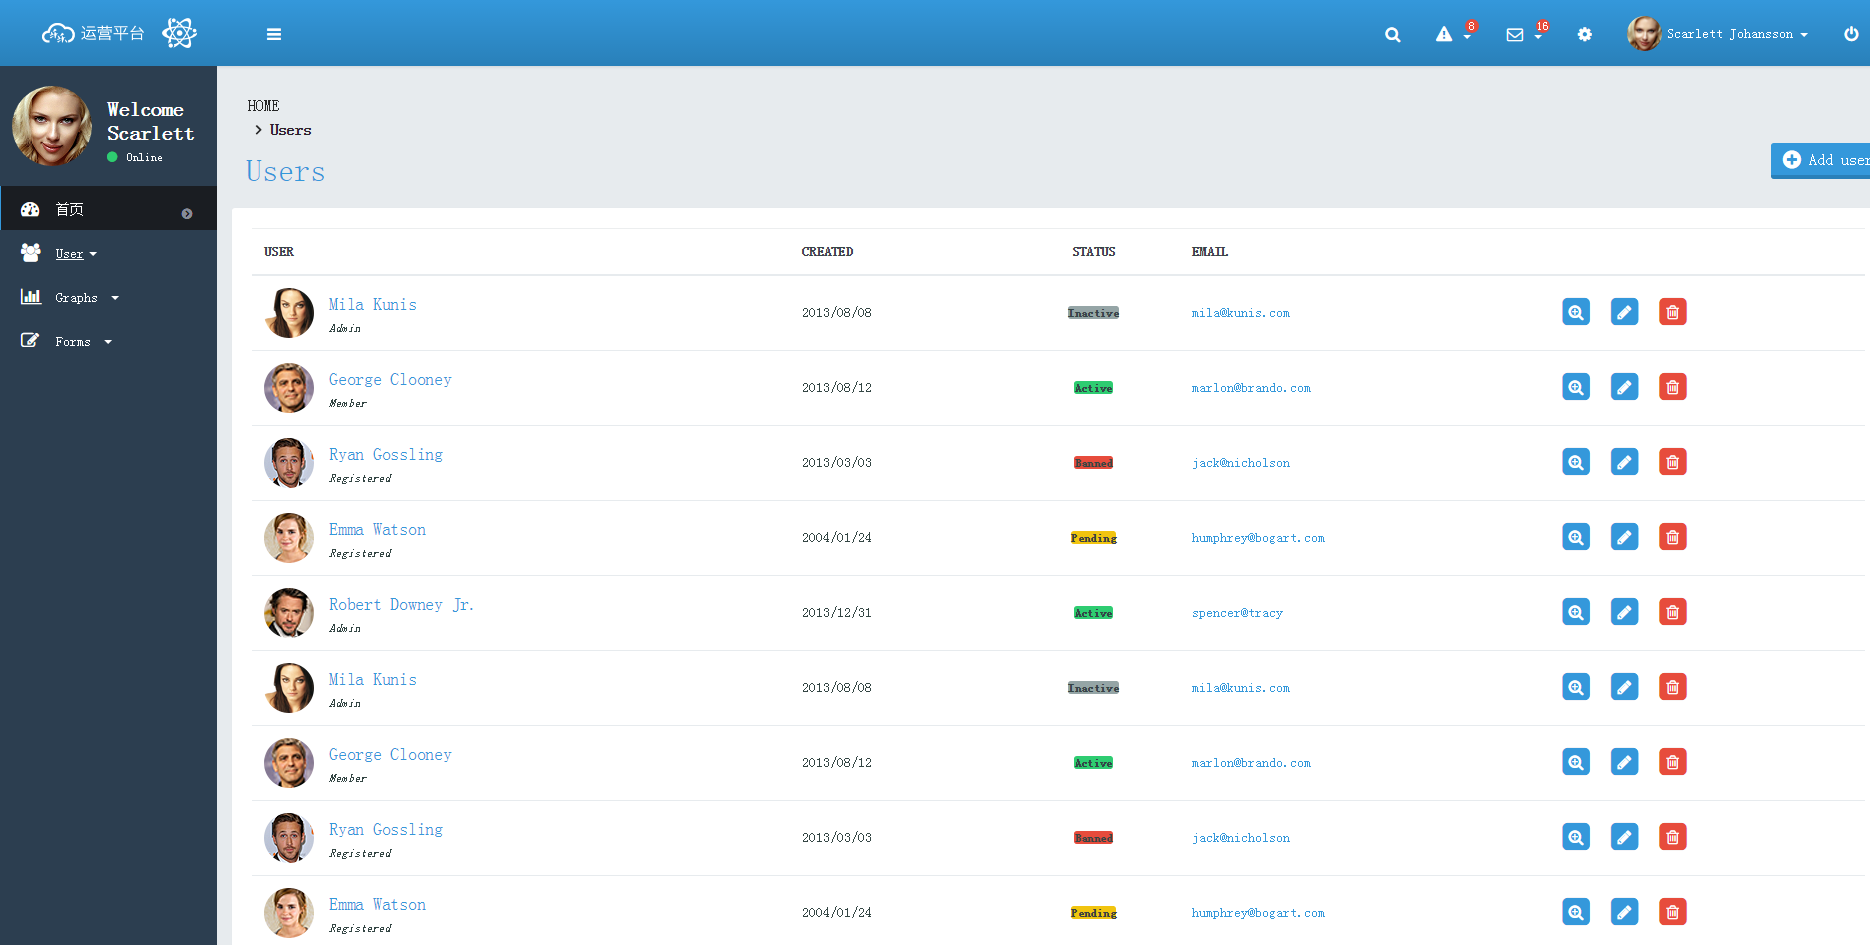 运营平台
8
16
Scarlett Johansson
Welcome
Scarlett
Online
首页
User
Graphs
Forms
HOME
Users
Users
Add user
USER CREATED STATUS EMAIL
Mila Kunis
Admin
2013/08/08 Inactive mila@kunis.com
George Clooney
Member
2013/08/12 Active marlon@brando.com
Ryan Gossling
Registered
2013/03/03 Banned jack@nicholson
Emma Watson
Registered
2004/01/24 Pending humphrey@bogart.com
Robert Downey Jr.
Admin
2013/12/31 Active spencer@tracy
Mila Kunis
Admin
2013/08/08 Inactive mila@kunis.com
George Clooney
Member
2013/08/12 Active marlon@brando.com
Ryan Gossling
Registered
2013/03/03 Banned jack@nicholson
Emma Watson
Registered
2004/01/24 Pending humphrey@bogart.com